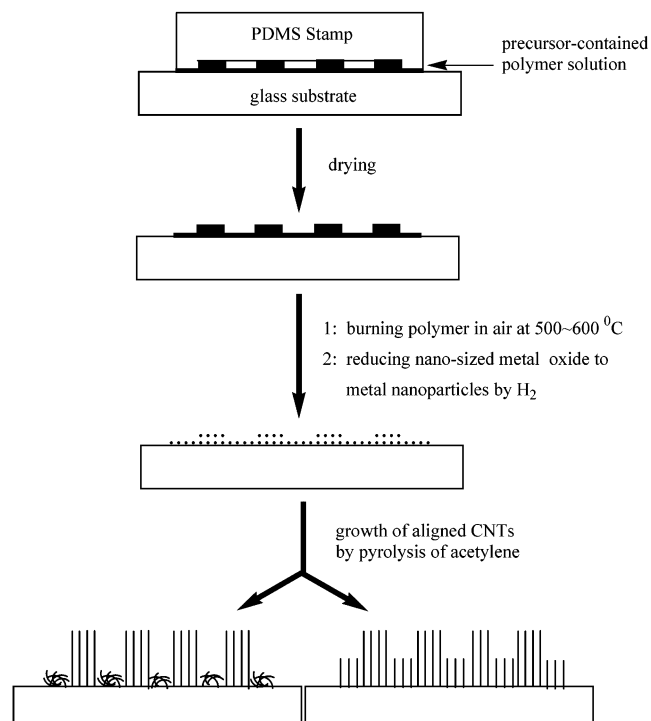 PDMS Stamp
precursor-contained
polymer solution
glass substrate
drying
1: burning polymer in air at 500~600 ⁰C
2: reducing nano-sized metal oxide to
metal nanoparticles by H₂
growth of aligned CNTs
by pyrolysis of acetylene